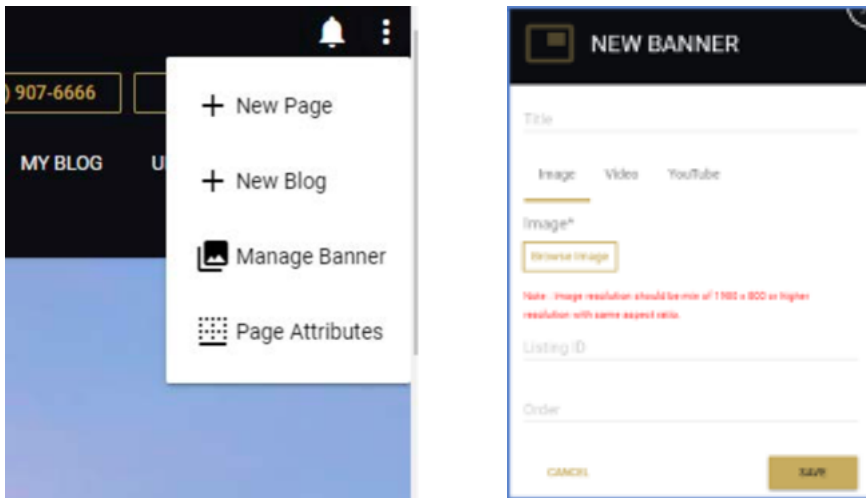 ) 907-6666
MY BLOG
U
New Page
New Blog
Manage Banner
Page Attributes
NEW BANNER
Title
Image Video YouTube
Image*
Browse Image
Note : Image resolution should be min of 1900 x 800 or higher
resolution with same aspect ratio.
Listing ID
Order
CANCEL
SAVE